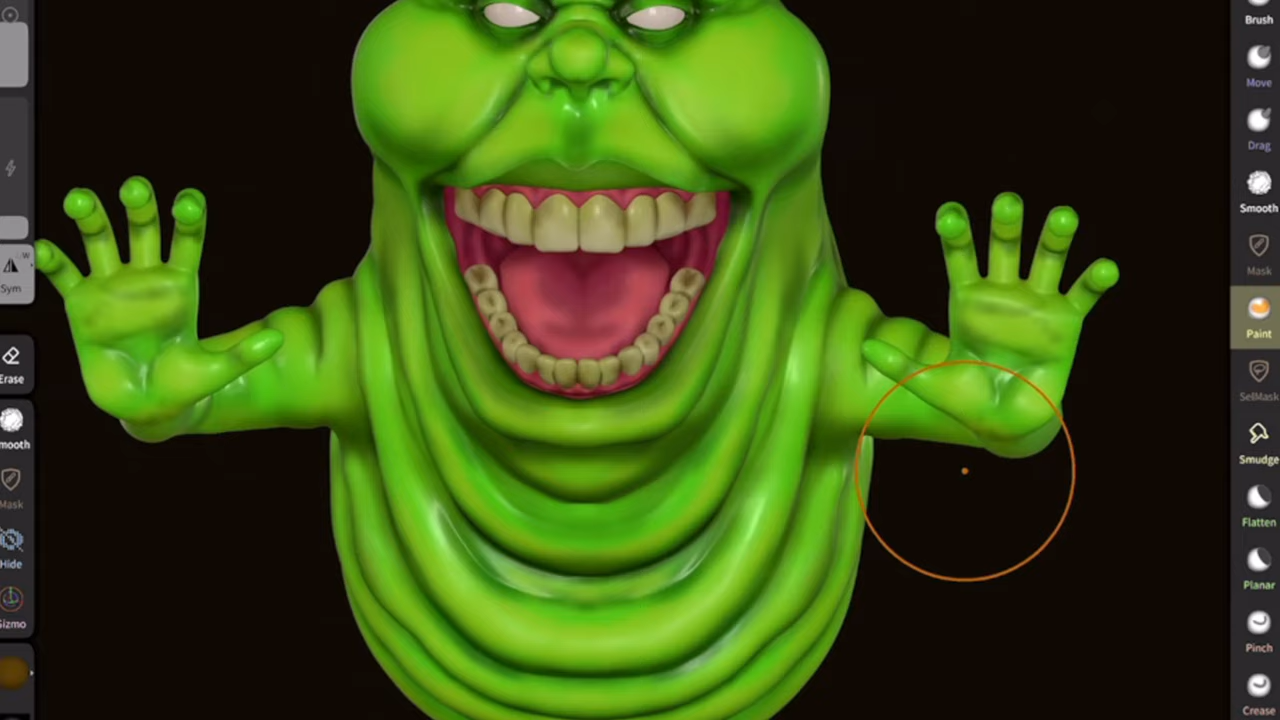 W
Sym
Erase
mooth
Mask
Hide
Gizmo
Brush
Move
Drag
Smooth
Mask
Paint
SelMask
Smudge
Flatten
Planar
Pinch
Crease